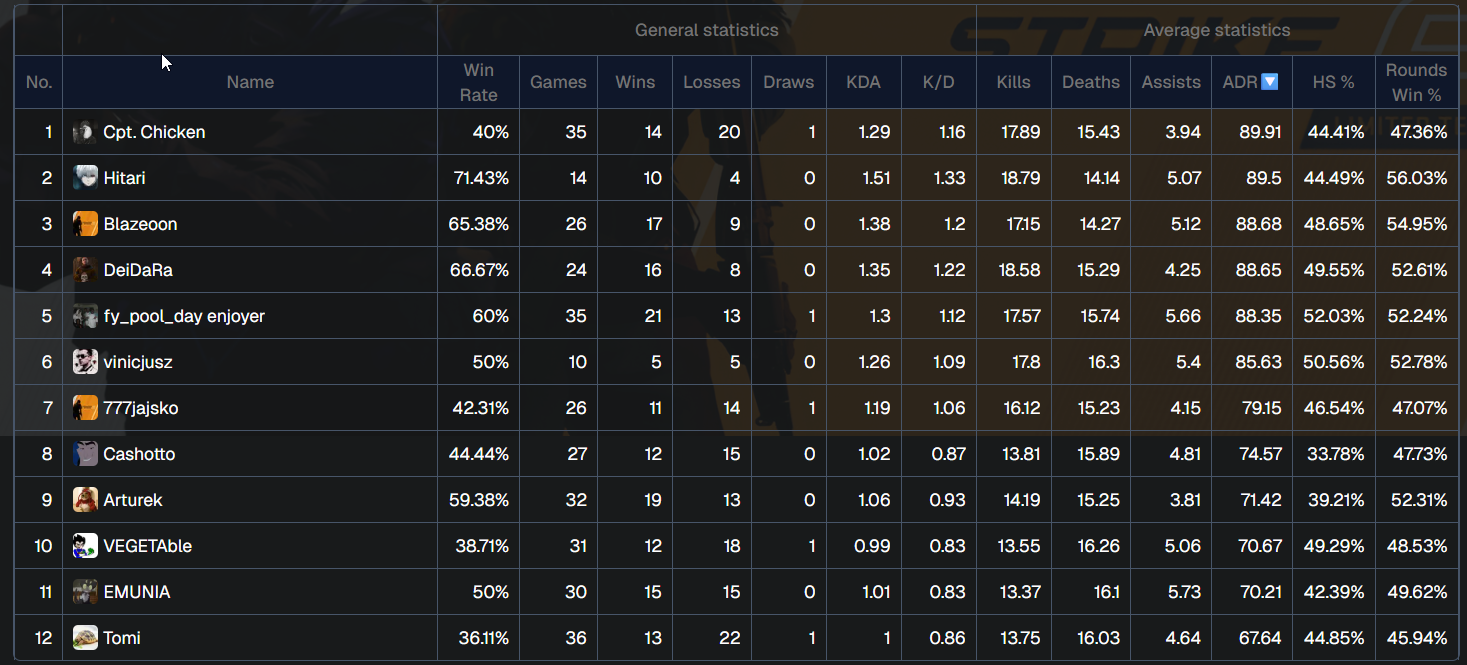 General statistics Average statistics
No. Name Win Rate Games Wins Losses Draws KDA K/D Kills Deaths Assists ADR HS % Rounds Win %
1 Cpt. Chicken 40% 35 14 20 1 1.29 1.16 17.89 15.43 3.94 89.91 44.41% 47.36%
2 Hitari 71.43% 14 10 4 0 1.51 1.33 18.79 14.14 5.07 89.5 44.49% 56.03%
3 Blazeoon 65.38% 26 17 9 0 1.38 1.2 17.15 14.27 5.12 88.68 48.65% 54.95%
4 DeiDaRa 66.67% 24 16 8 0 1.35 1.22 18.58 15.29 4.25 88.65 49.55% 52.61%
5 fy_pool_day enjoyer 60% 35 21 13 1 1.3 1.12 17.57 15.74 5.66 88.35 52.03% 52.24%
6 vinicjusz 50% 10 5 5 0 1.26 1.09 17.8 16.3 5.4 85.63 50.56% 52.78%
7 777jajsko 42.31% 26 11 14 1 1.19 1.06 16.12 15.23 4.15 79.15 46.54% 47.07%
8 Cashotto 44.44% 27 12 15 0 1.02 0.87 13.81 15.89 4.81 74.57 33.78% 47.73%
9 Arturek 59.38% 32 19 13 0 1.06 0.93 14.19 15.25 3.81 71.42 39.21% 52.31%
10 VEGETAble 38.71% 31 12 18 1 0.99 0.83 13.55 16.26 5.06 70.67 49.29% 48.53%
11 EMUNIA 50% 30 15 15 0 1.01 0.83 13.37 16.1 5.73 70.21 42.39% 49.62%
12 Tomi 36.11% 36 13 22 1 1 0.86 13.75 16.03 4.64 67.64 44.85% 45.94%